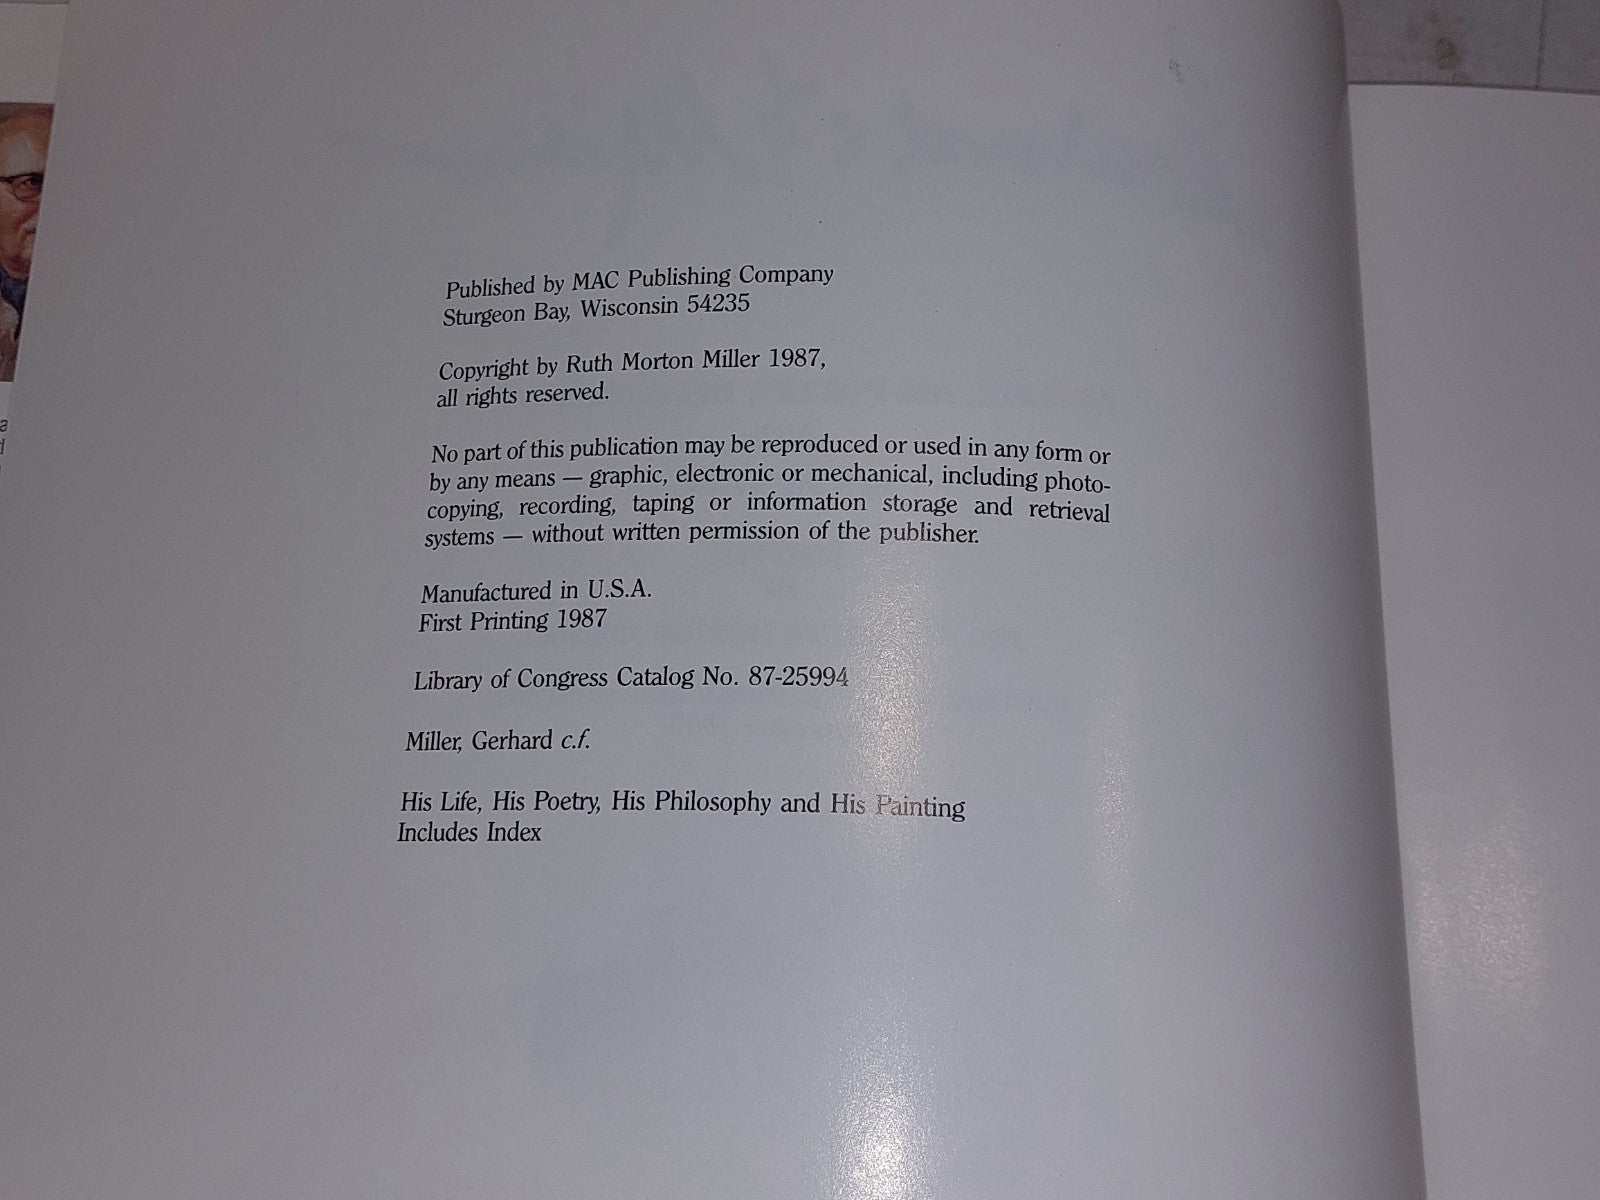 Published by MAC Publishing Company
Sturgeon Bay, Wisconsin 54235
Copyright by Ruth Morton Miller 1987,
all rights reserved.
No part of this publication may be reproduced or used in any form or
by any means — graphic, electronic or mechanical, including photo-
copying, recording, taping or information storage and retrieval
systems — without written permission of the publisher.
Manufactured in U.S.A.
First Printing 1987
Library of Congress Catalog No. 87-25994
Miller, Gerhard c.f.
His Life, His Poetry, His Philosophy and His Painting
Includes Index